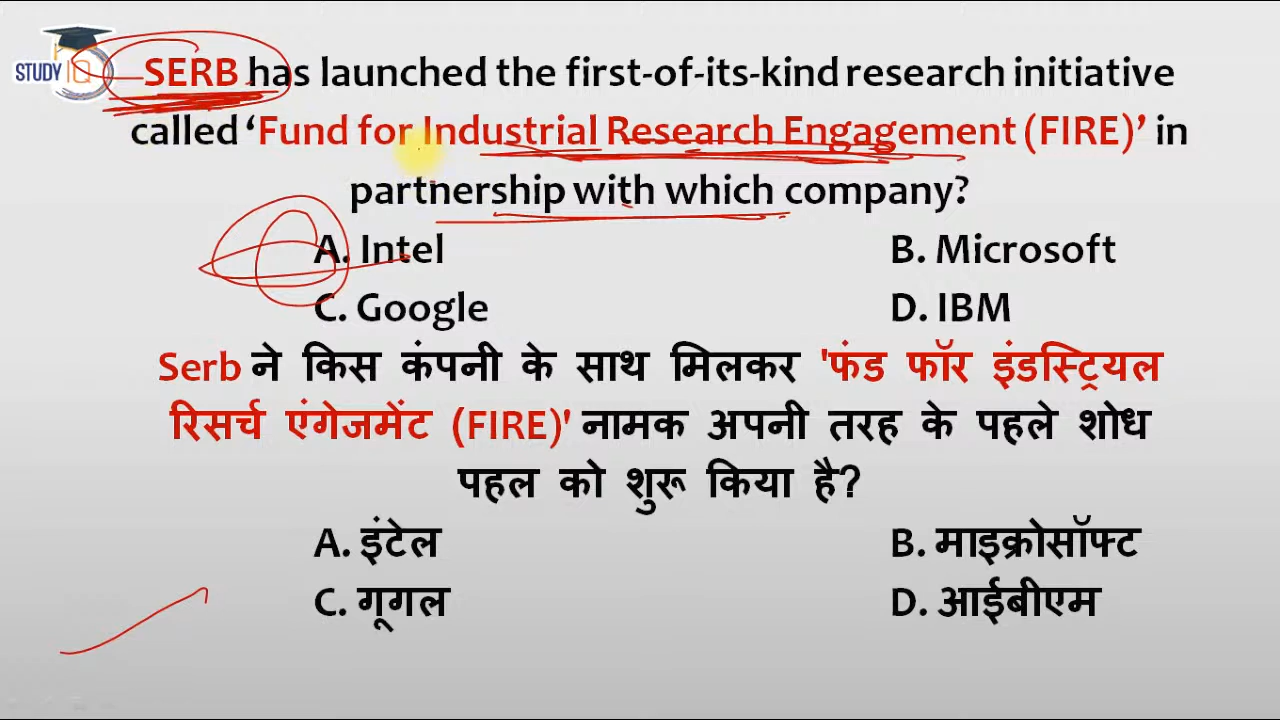 STUDY IQ
SERB has launched the first-of-its-kind research initiative
called ‘Fund for Industrial Research Engagement (FIRE)’ in
partnership with which company?
A. Intel B. Microsoft
C. Google D. IBM
Serb ने किस कंपनी के साथ मिलकर 'फंड फॉर इंडस्ट्रियल
रिसर्च एंगेजमेंट (FIRE)' नामक अपनी तरह के पहले शोध
पहल को शुरू किया है?
A. इंटेल B. माइक्रोसॉफ्ट
C. गूगल D. आईबीएम